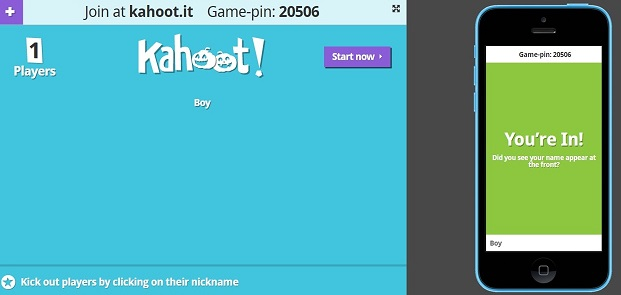 Join at kahoot.it Game-pin: 20506
1
Players
Kahoot!
Start now
Boy
Kick out players by clicking on their nickname
Game-pin: 20506
You're In!
Did you see your name appear at
the front?
Boy